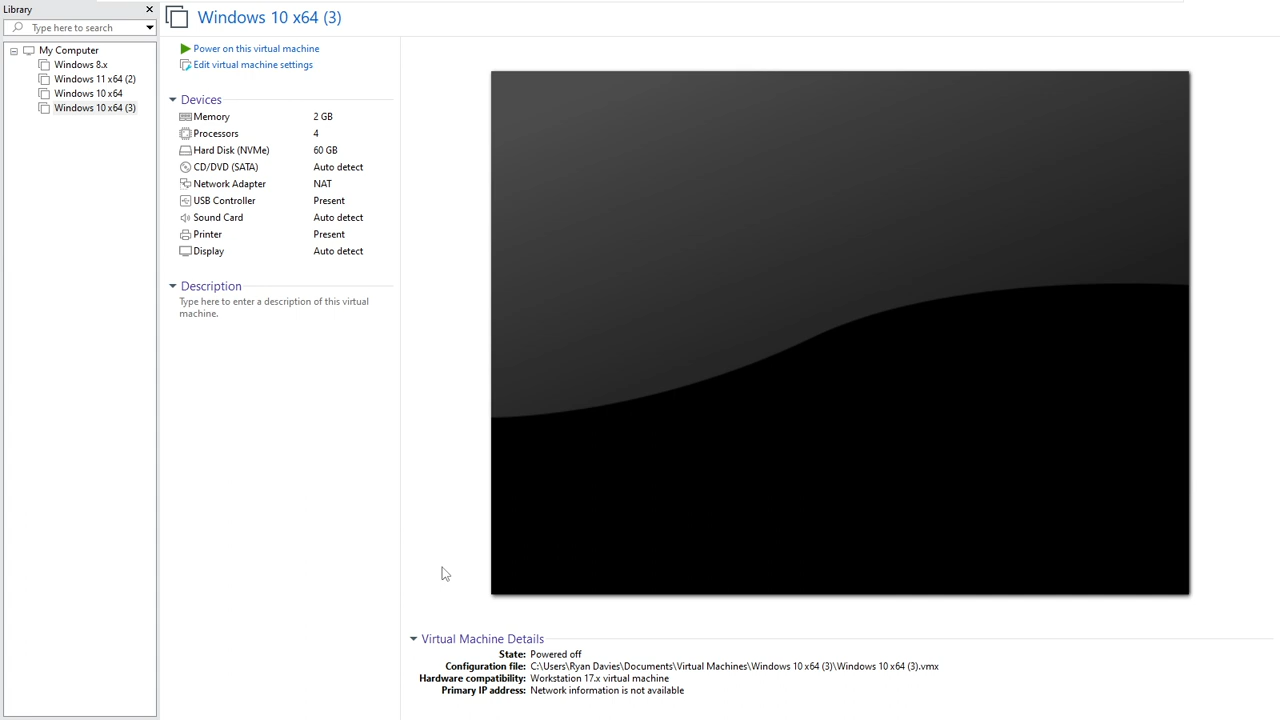 Library
Type here to search
My Computer
Windows 8.x
Windows 11 x64 (2)
Windows 10 x64
Windows 10 x64 (3)
Windows 10 x64 (3)
Power on this virtual machine
Edit virtual machine settings
Devices
Memory 2 GB
Processors 4
Hard Disk (NVMe) 60 GB
CD/DVD (SATA) Auto detect
Network Adapter NAT
USB Controller Present
Sound Card Auto detect
Printer Present
Display Auto detect
Description
Type here to enter a description of this virtual
machine.
Virtual Machine Details
State: Powered off
Configuration file: C:\Users\Ryan Davies\Documents\Virtual Machines\Windows 10 x64 (3)\Windows 10 x64 (3).vmx
Hardware compatibility: Workstation 17.x virtual machine
Primary IP address: Network information is not available